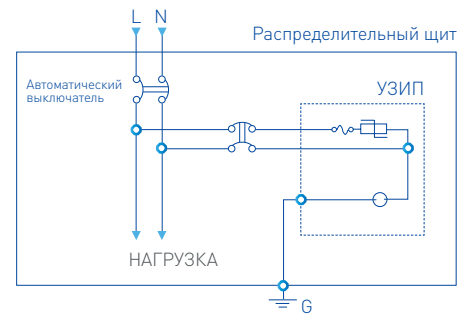 L N
Распределительный щит
Автоматический
выключатель
УЗИП
НАГРУЗКА
G